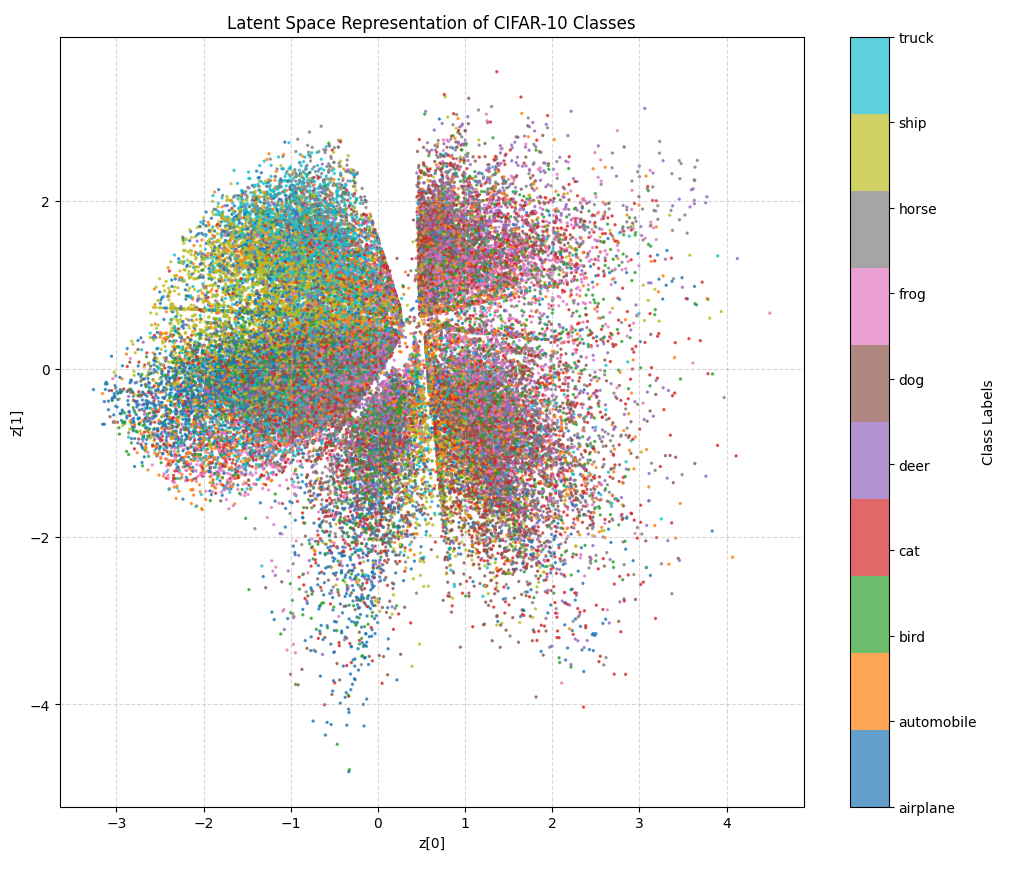 Latent Space Representation of CIFAR-10 Classes
truck
ship
horse
frog
dog
deer
cat
bird
automobile
airplane
Class Labels
2
0
−2
−4
z[1]
−3
−2
−1
0
1
2
3
4
z[0]